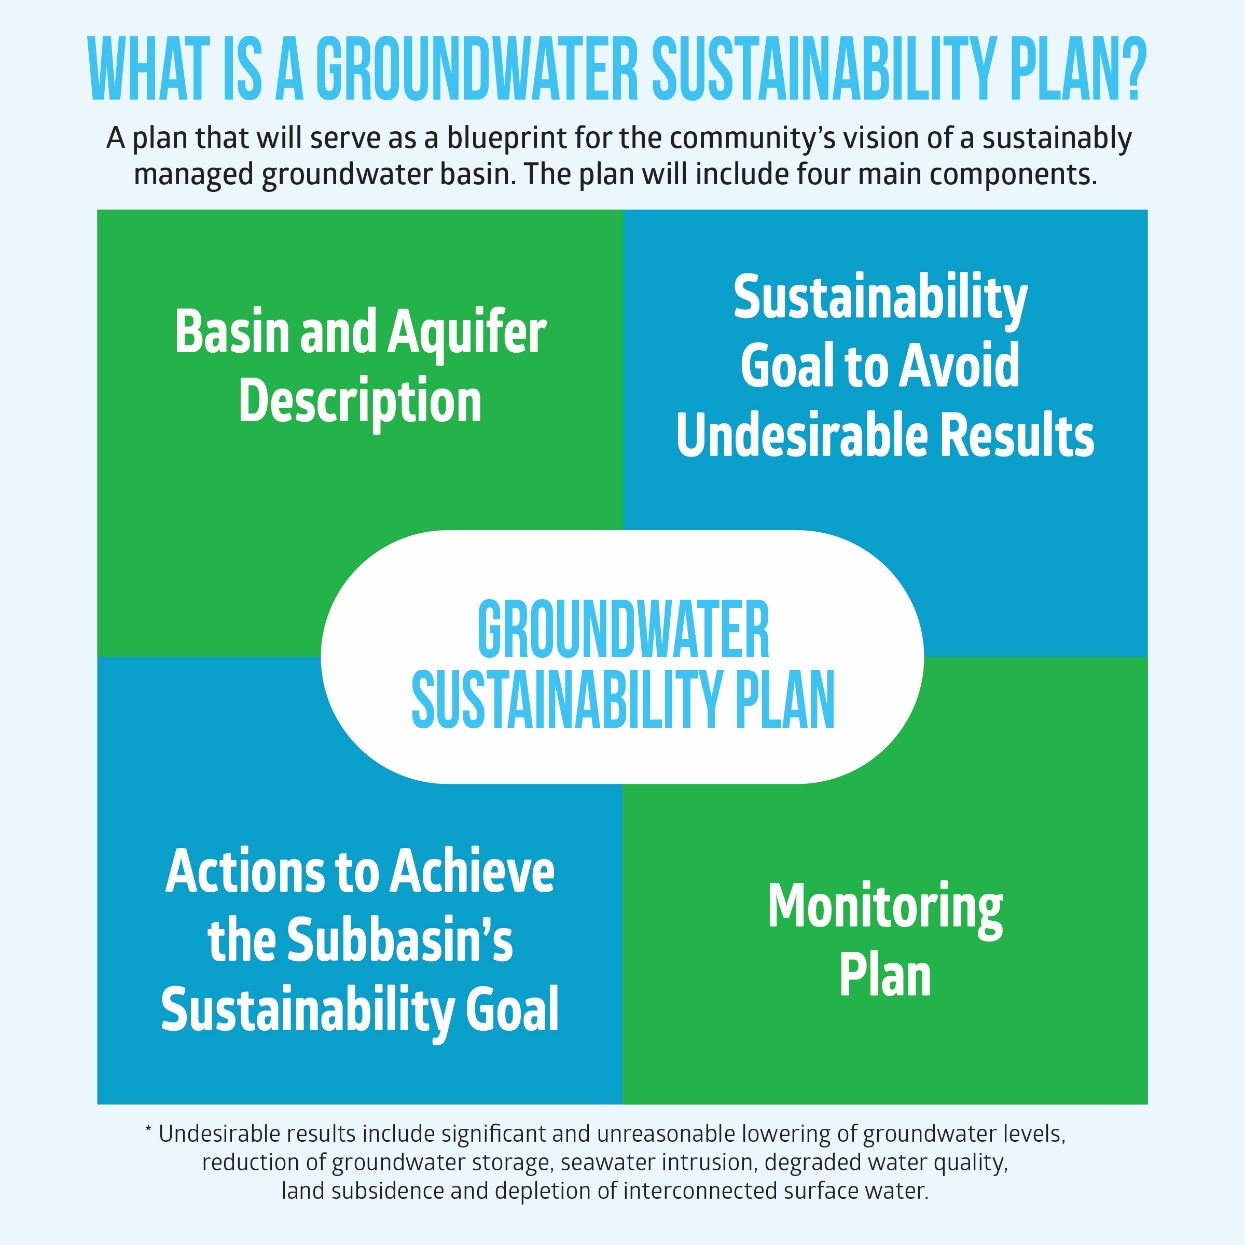 WHAT IS A GROUNDWATER SUSTAINABILITY PLAN?
A plan that will serve as a blueprint for the community’s vision of a sustainably
managed groundwater basin. The plan will include four main components.
Basin and Aquifer
Description
Sustainability
Goal to Avoid
Undesirable Results
GROUNDWATER
SUSTAINABILITY PLAN
Actions to Achieve
the Subbasin’s
Sustainability Goal
Monitoring
Plan
* Undesirable results include significant and unreasonable lowering of groundwater levels,
reduction of groundwater storage, seawater intrusion, degraded water quality,
land subsidence and depletion of interconnected surface water.